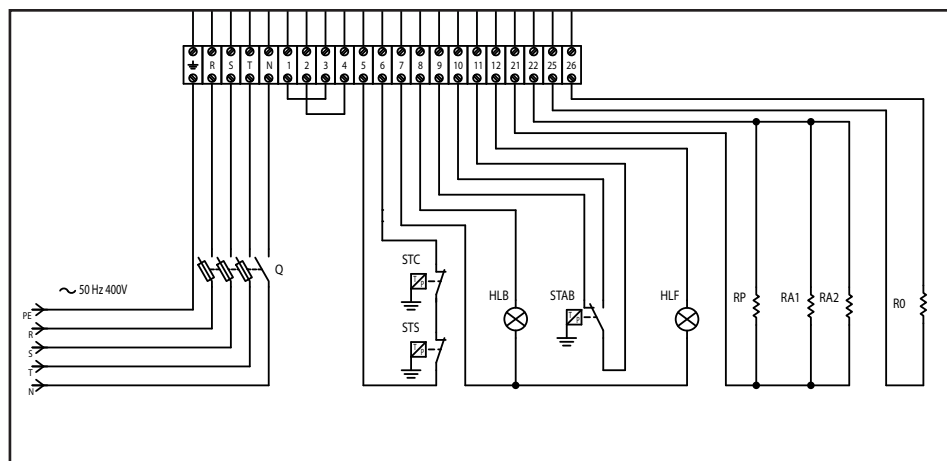 R S T N 1 2 3 4 5 6 7 8 9 10 11 12 21 22 25 26
Q
STC
T P
~ 50 Hz 400V
HLB
STAB
T P
HLF
RP
RA1
RA2
R0
PE
R
STS
T P
S
T
N